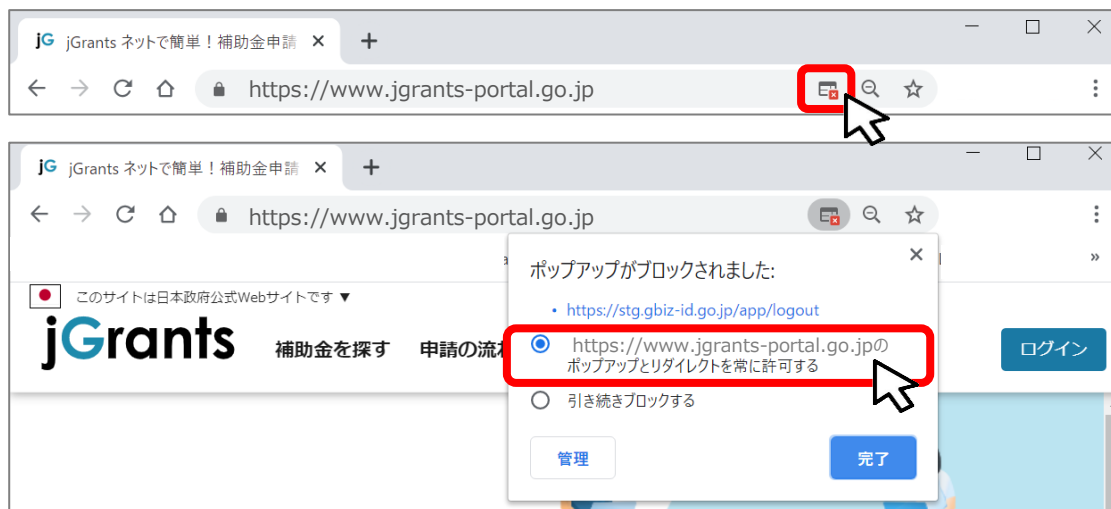 jG jGrants ネットで簡単！補助金申請
https://www.jgrants-portal.go.jp
jG jGrants ネットで簡単！補助金申請
https://www.jgrants-portal.go.jp
このサイトは日本政府公式Webサイトです ▼
jGrants
補助金を探す 申請の流
ログイン
ポップアップがブロックされました:
• https://stg.gbiz-id.go.jp/app/logout
https://www.jgrants-portal.go.jpの
ポップアップとリダイレクトを常に許可する
引き続きブロックする
管理
完了